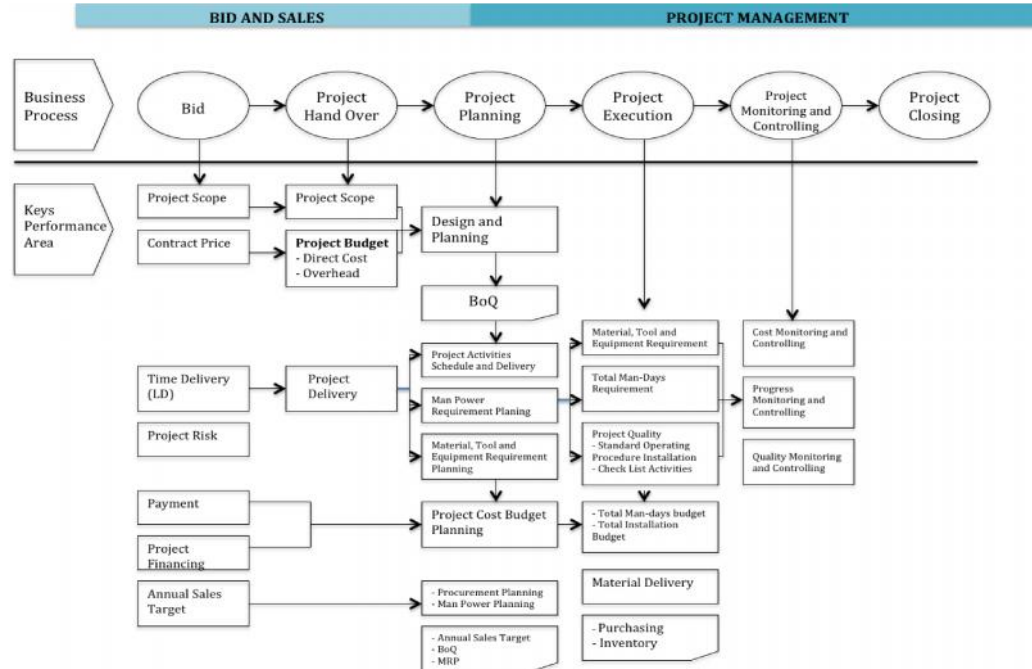 BID AND SALES
PROJECT MANAGEMENT
Business
Process
Bid
Project
Hand Over
Project
Planning
Project
Execution
Project
Monitoring and
Controlling
Project
Closing
Keys
Performance
Area
Project Scope
Project Scope
Contract Price
Project Budget
- Direct Cost
- Overhead
Design and
Planning
BoQ
Time Delivery
(LD)
Project
Delivery
Project Risk
Project Activities
Schedule and Delivery
Man Power
Requirement Planing
Material, Tool and
Equipment Requirement
Planning
Material, Tool and
Equipment Requirement
Total Man-Days
Requirement
Project Quality
- Standard Operating
Procedure Installation
- Check List Activities
Cost Monitoring and
Controlling
Progress
Monitoring and
Controlling
Quality Monitoring
and Controlling
Payment
Project
Financing
Project Cost Budget
Planning
- Total Man-days budget
- Total Installation
Budget
Annual Sales
Target
- Procurement Planning
- Man Power Planning
Material Delivery
- Annual Sales Target
- BoQ
- MRP
- Purchasing
- Inventory